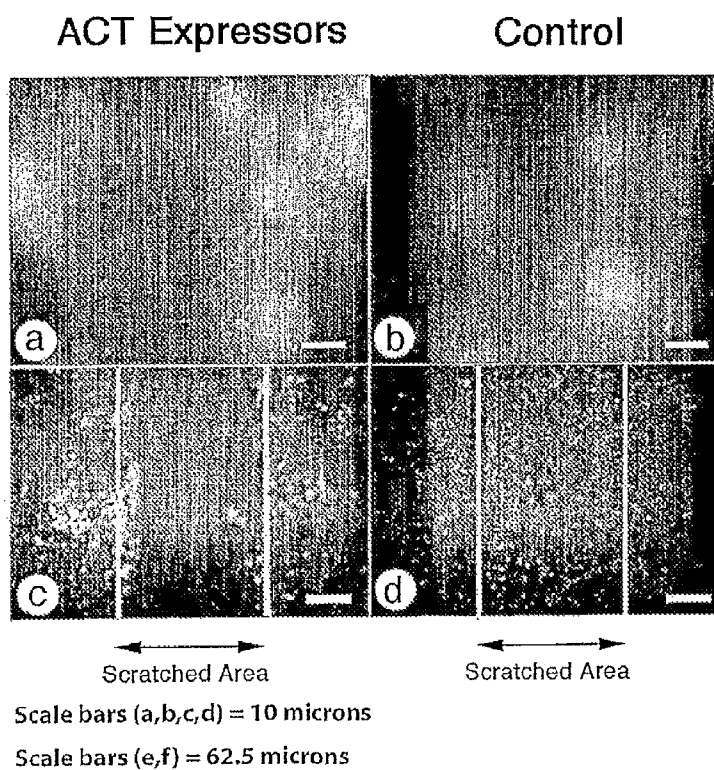 ACT Expressors Control
a b
c d
Scratched Area Scratched Area
Scale bars (a,b,c,d) = 10 microns
Scale bars (e,f) = 62.5 microns